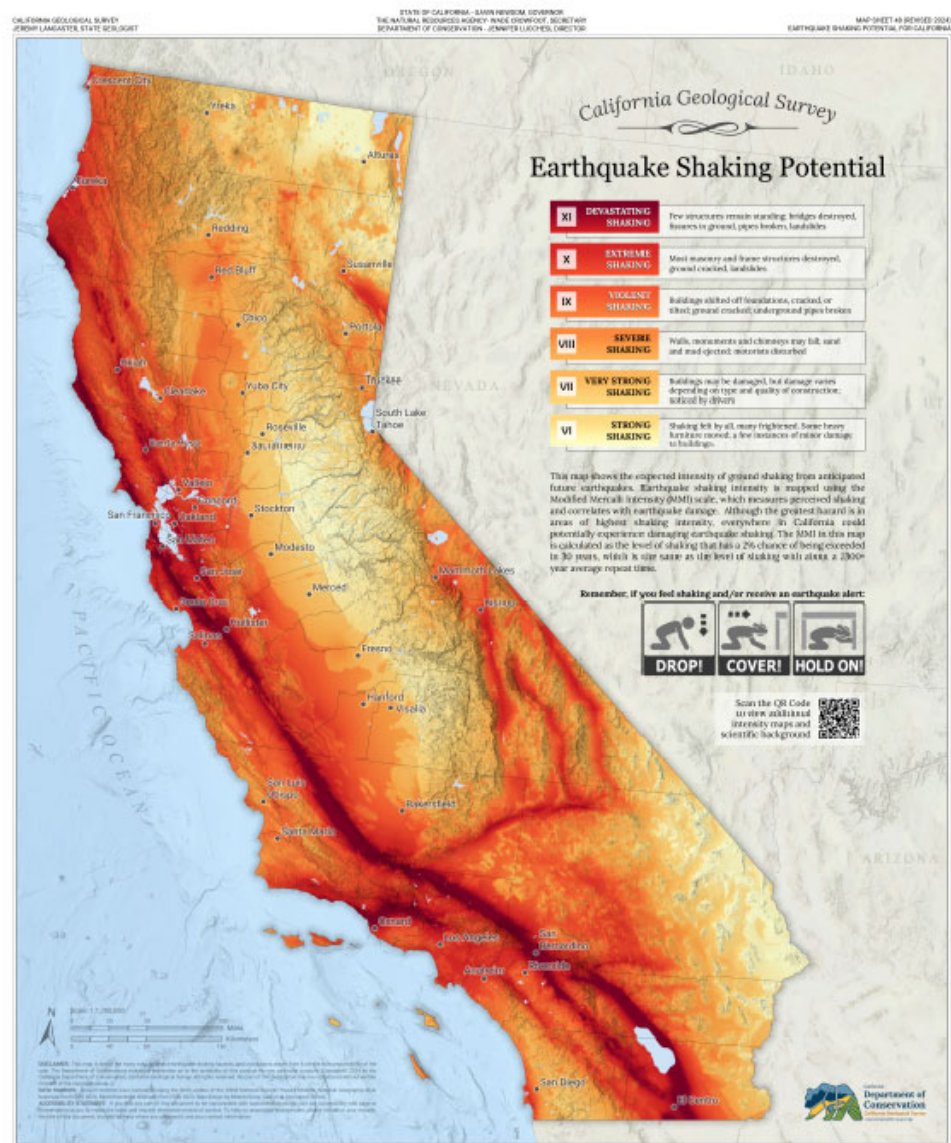 STATE OF CALIFORNIA - GAVIN NEWSOM, GOVERNOR
THE NATURAL RESOURCES AGENCY- WADE CROWFOOT, SECRETARY
DEPARTMENT OF CONSERVATION - JENNIFER LUCCHESI, DIRECTOR
CALIFORNIA GEOLOGICAL SURVEY
JEREMY LANCASTER, STATE GEOLOGIST
MAP SHEET 48 (REVISED 2024)
EARTHQUAKE SHAKING POTENTIAL FOR CALIFORNIA
California Geological Survey
Earthquake Shaking Potential
XI DEVASTATING SHAKING
Few structures remain standing; bridges destroyed,
fissures in ground, pipes broken, landslides
X EXTREME SHAKING
Most masonry and frame structures destroyed,
ground cracked, landslides
IX VIOLENT SHAKING
Buildings shifted off foundations, cracked, or
tilted; ground cracked; underground pipes broken
VIII SEVERE SHAKING
Walls, monuments and chimneys may fall; sand
and mud ejected; motorists disturbed
VII VERY STRONG SHAKING
Buildings may be damaged, but damage varies
depending on type and quality of construction;
noticed by drivers
VI STRONG SHAKING
Shaking felt by all, many frightened. Some heavy
furniture moved; a few instances of minor damage
to buildings.
This map shows the expected intensity of ground shaking from anticipated
future earthquakes. Earthquake shaking intensity is mapped using the
Modified Mercalli Intensity (MMI) scale, which measures perceived shaking
and correlates with earthquake damage. Although the greatest hazard is in
areas of highest shaking intensity, everywhere in California could
potentially experience damaging earthquake shaking. The MMI in this map
is calculated as the level of shaking that has a 2% chance of being exceeded
in 50 years, which is the same as the level of shaking with about a 2500-
year average repeat time.
Remember, if you feel shaking and/or receive an earthquake alert:
DROP! COVER! HOLD ON!
Scan the QR Code
to view additional
intensity maps and
scientific background
OREGON
IDAHO
NEVADA
UT
ARIZONA
PACIFIC OCEAN
Crescent City
Yreka
Alturas
Eureka
Redding
Red Bluff
Susanville
Chico
Portola
Ukiah
Clearlake
Yuba City
Truckee
South Lake
Tahoe
Roseville
Sacramento
Santa Rosa
Vallejo
Concord
San Francisco
Oakland
Stockton
San Mateo
Modesto
San Jose
Merced
Mammoth Lakes
Bishop
Santa Cruz
Hollister
Salinas
Fresno
Hanford
Visalia
San Luis
Obispo
Bakersfield
Santa Maria
Oxnard
Los Angeles
San
Bernardino
Riverside
Anaheim
San Diego
El Centro
N
Miles
Kilometers
Department of
Conservation